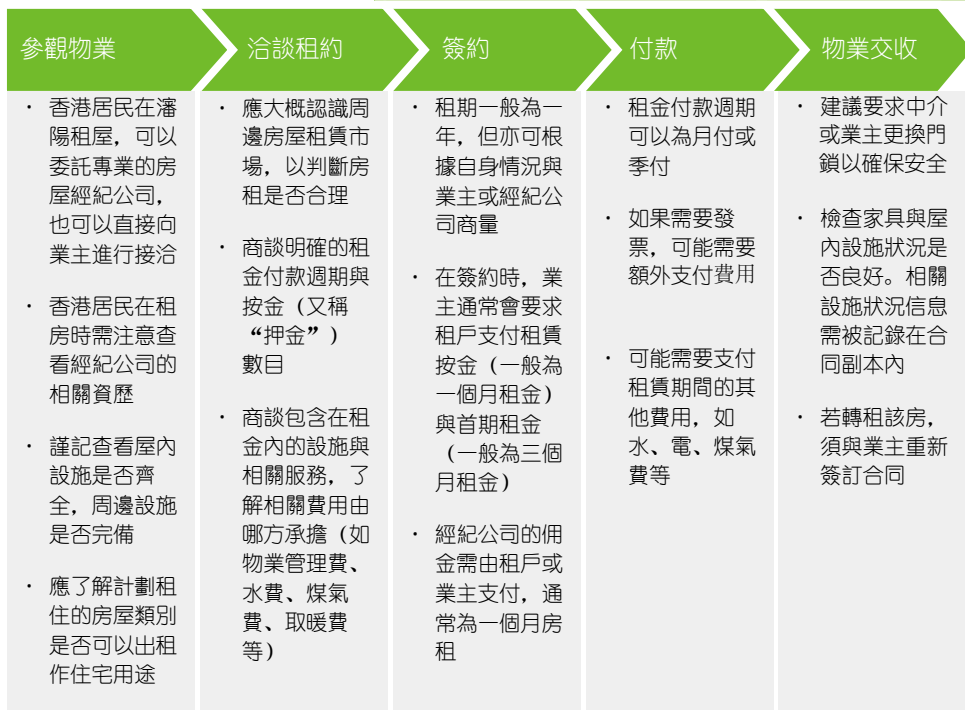 參觀物業
洽談租約
簽約
付款
物業交收
· 香港居民在瀋
陽租屋，可以
委託專業的房
屋經紀公司，
也可以直接向
業主進行接洽
· 香港居民在租
房時需注意查
看經紀公司的
相關資歷
· 謹記查看屋內
設施是否齊
全，周邊設施
是否完備
· 應了解計劃租
住的房屋類別
是否可以出租
作住宅用途
· 應大概認識周
邊房屋租賃市
場，以判斷房
租是否合理
· 商談明確的租
金付款週期與
按金（又稱
“押金”）
數目
· 商談包含在租
金內的設施與
相關服務，了
解相關費用由
哪方承擔（如
物業管理費、
水費、煤氣
費、取暖費
等）
· 租期一般為一
年，但亦可根
據自身情況與
業主或經紀公
司商量
· 在簽約時，業
主通常會要求
租戶支付租賃
按金（一般為
一個月租金）
與首期租金
（一般為三個
月租金）
· 經紀公司的佣
金需由租戶或
業主支付，通
常為一個月房
租
· 租金付款週期
可以為月付或
季付
· 如果需要發
票，可能需要
額外支付費用
· 可能需要支付
租賃期間的其
他費用，如
水、電、煤氣
費等
· 建議要求中介
或業主更換門
鎖以確保安全
· 檢查家具與屋
內設施狀況是
否良好。相關
設施狀況信息
需被記錄在合
同副本內
· 若轉租該房，
須與業主重新
簽訂合同